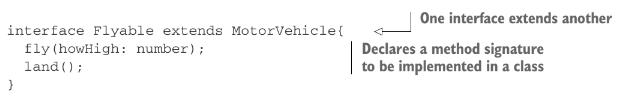 One interface extends another
interface Flyable extends MotorVehicle{
fly(howHigh: number);
land();
}
Declares a method signature
to be implemented in a class